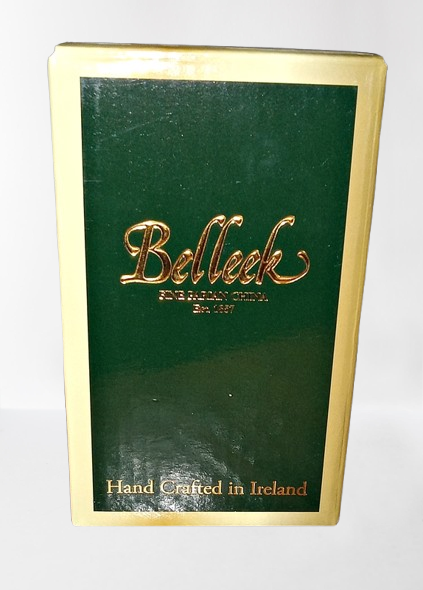 Belleek
FINE PARIAN CHINA
Est. 1857
Hand Crafted in Ireland